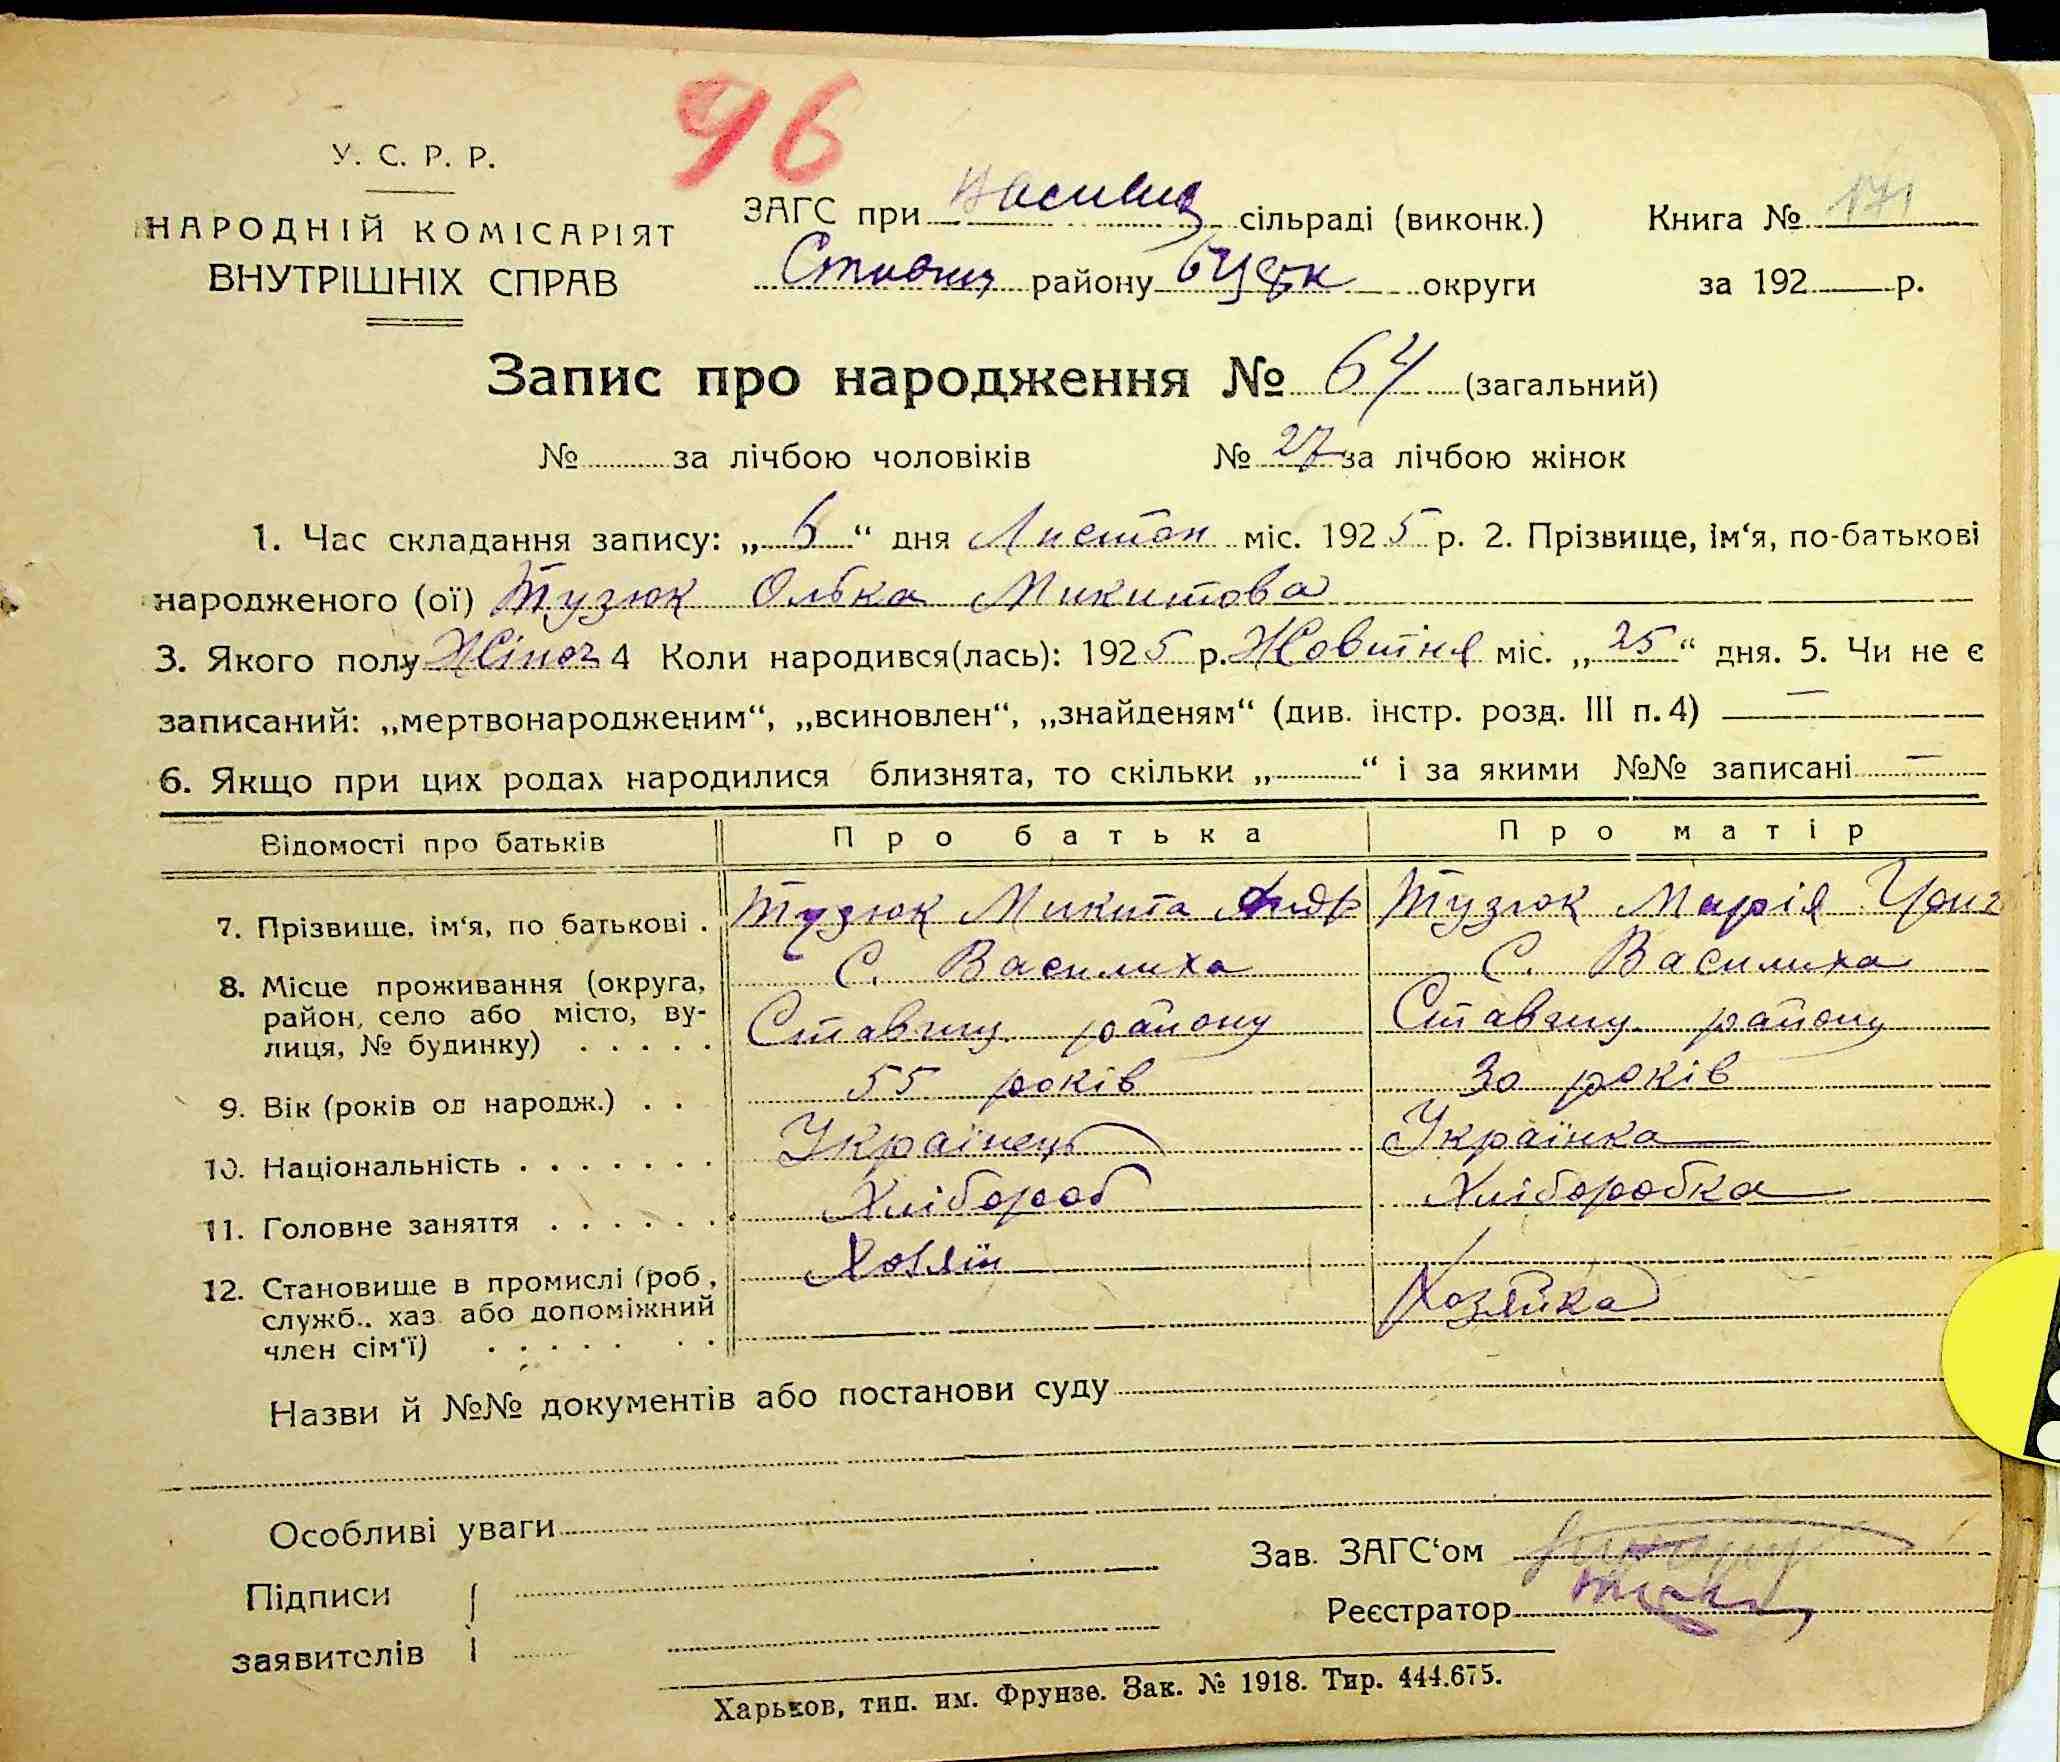 96
У. С. Р. Р.
НАРОДНІЙ КОМІСАРІЯТ
ВНУТРІШНІХ СПРАВ
ЗАГС при сільраді (виконк.)
району округи
Книга № 171
за 192 р.
Запис про народження № 64 (загальний)
№ за лічбою чоловіків № 27 за лічбою жінок
1. Час складання запису: „ 6 “ дня Листоп міс. 1925 р. 2. Прізвище, ім‘я, по-батькові
народженого (ої) Тузюк Олька Микитова
3. Якого полу Жіноч 4 Коли народився(лась): 1925 р. Жовтня міс. „ 25 “ дня. 5. Чи не є
записаний: „мертвонародженим“, „всиновлен“, „знайденям“ (див. інстр. розд. III п. 4) —
6. Якщо при цих родах народилися близнята, то скільки „ “ і за якими №№ записані —
Відомості про батьків Про батька Про матір
7. Прізвище, ім‘я, по батькові . Тузюк Микита Андр Тузюк Марія
8. Місце проживання (округа, С. Василиха С. Василиха
район, село або місто, ву- Ставищ району Ставищ району
лиця, № будинку) . . . . .
9. Вік (років од народж.) . . 55 років 30 років
10. Національність . . . . . . . Українець Українка
11. Головне заняття . . . . . . Хлібороб Хліборобка
12. Становище в промислі (роб., Хозяїн Хозяйка
служб., хаз. або допоміжний
член сім‘ї) . . . . . . .
Назви й №№ документів або постанови суду
Особливі уваги
Зав. ЗАГС‘ом
Підписи
заявителів
Реєстратор
Харьков, тип. им. Фрунзе. Зак. № 1918. Тир. 444.675.